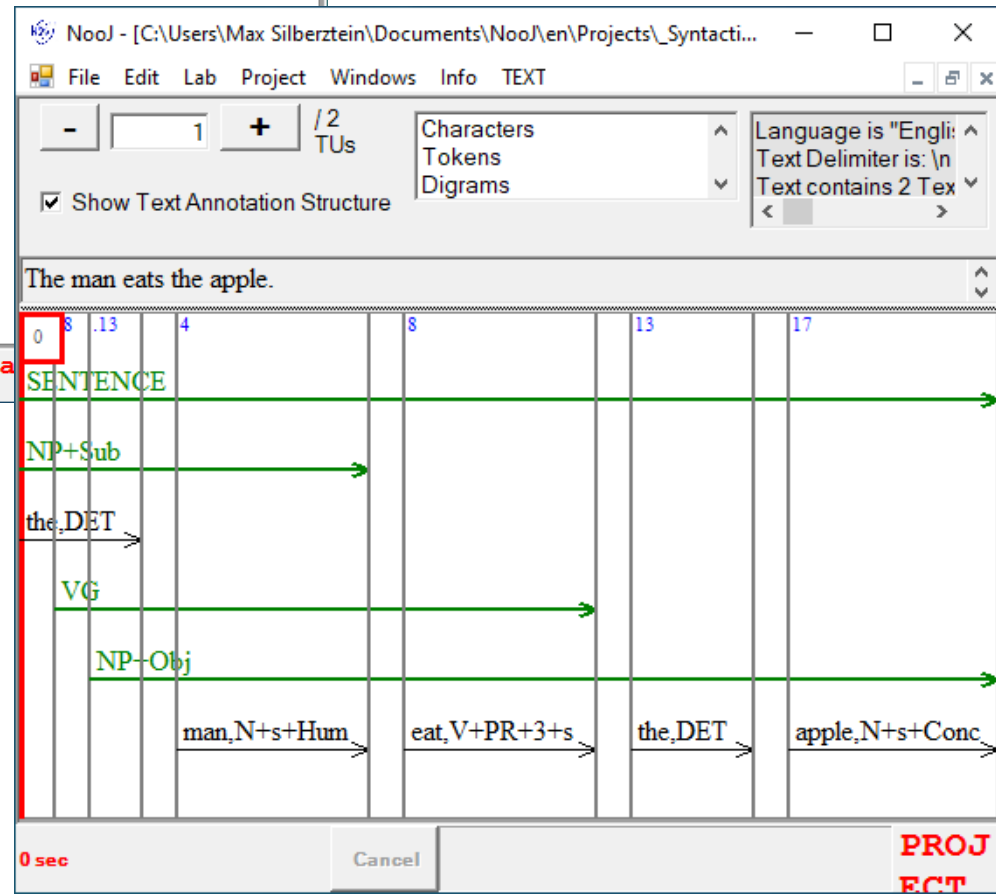 NooJ - [C:\Users\Max Silberztein\Documents\NooJ\en\Projects\_Syntacti...
File Edit Lab Project Windows Info TEXT
- 1 + / 2
TUs
Show Text Annotation Structure
Characters
Tokens
Digrams
Language is "Englis
Text Delimiter is: \n
Text contains 2 Tex
The man eats the apple.
0 8 .13 4 8 13 17
SENTENCE
NP+Sub
the,DET
VG
NP+Obj
man,N+s+Hum eat,V+PR+3+s the,DET apple,N+s+Conc
a
0 sec Cancel PROJ
ECT